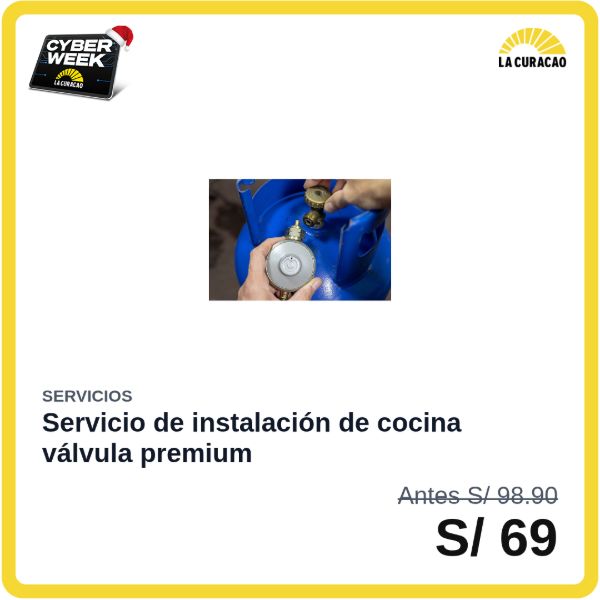 CYBER
WEEK
LA CURACAO
LA CURACAO
SERVICIOS
Servicio de instalación de cocina
válvula premium
Antes S/ 98.90
S/ 69